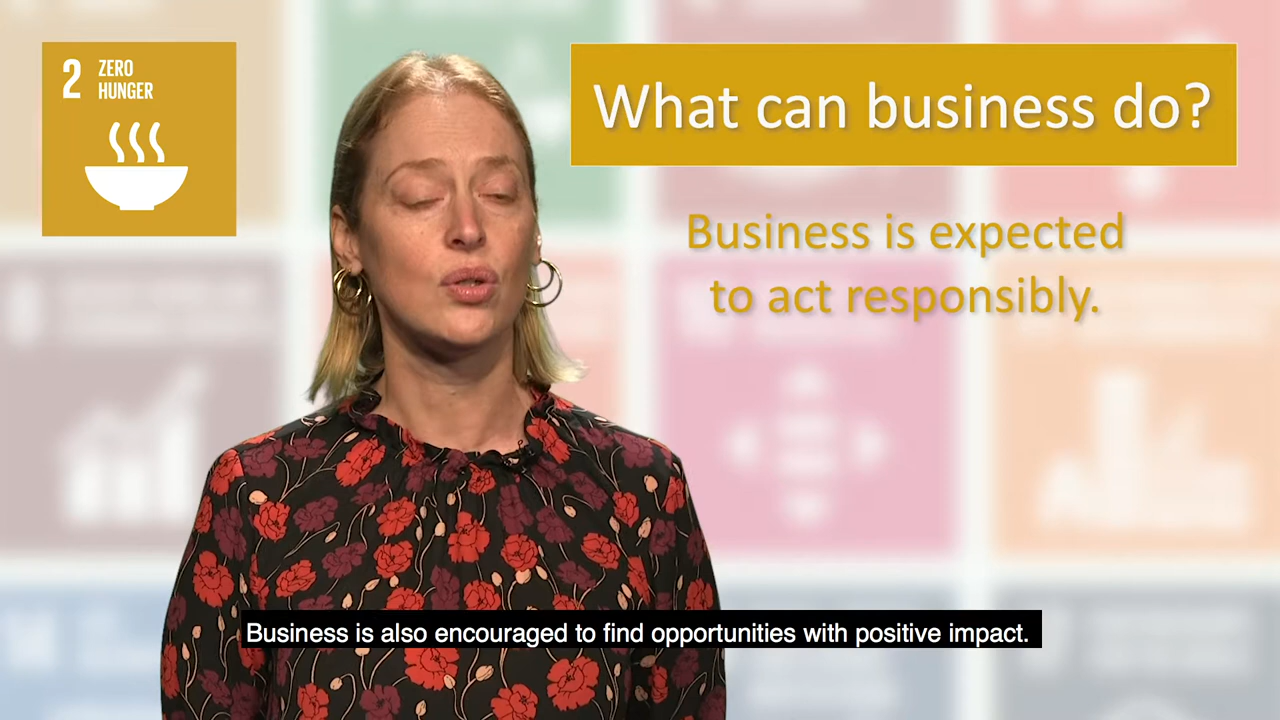 2 ZERO
HUNGER
What can business do?
Business is expected
to act responsibly.
Business is also encouraged to find opportunities with positive impact.